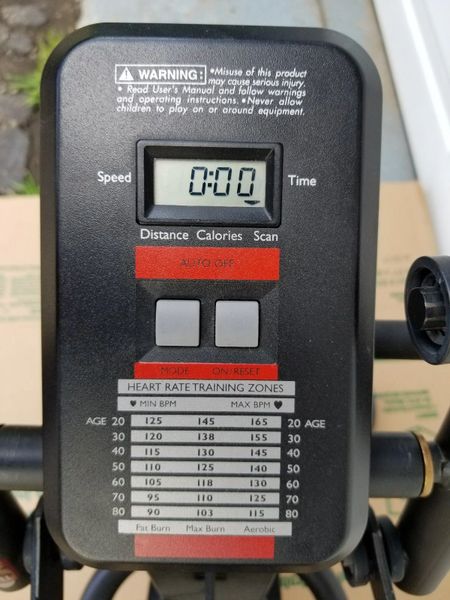 WARNING: •Misuse of this product
may cause serious injury.
• Read User's Manual and follow warnings
and operating instructions. •Never allow
children to play on or around equipment.
Speed 0:00 Time
Distance Calories Scan
AUTO OFF
MODE ON/RESET
HEART RATE TRAINING ZONES
♥ MIN BPM MAX BPM ♥
AGE 20 125 145 165 20 AGE
30 120 138 155 30
40 115 130 145 40
50 110 125 140 50
60 105 118 130 60
70 95 110 125 70
80 90 103 115 80
Fat Burn Max Burn Aerobic